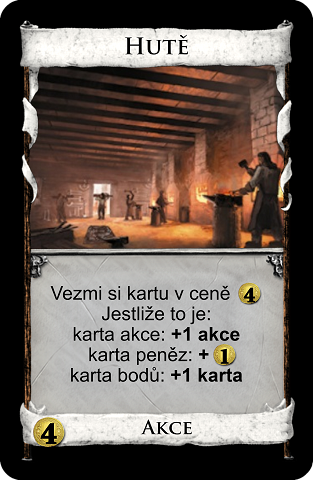 Hutě
Vezmi si kartu v ceně 4
Jestliže to je:
karta akce: +1 akce
karta peněz: + 1
karta bodů: +1 karta
4 Akce